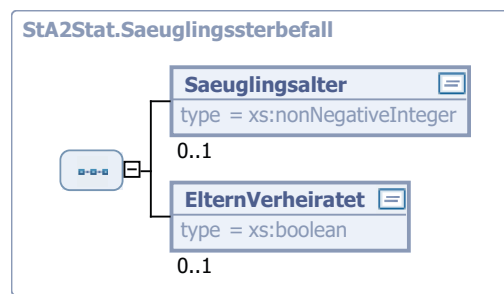 StA2Stat.Saeuglingssterbefall
Saeuglingsalter
type = xs:nonNegativeInteger
0..1
ElternVerheiratet
type = xs:boolean
0..1